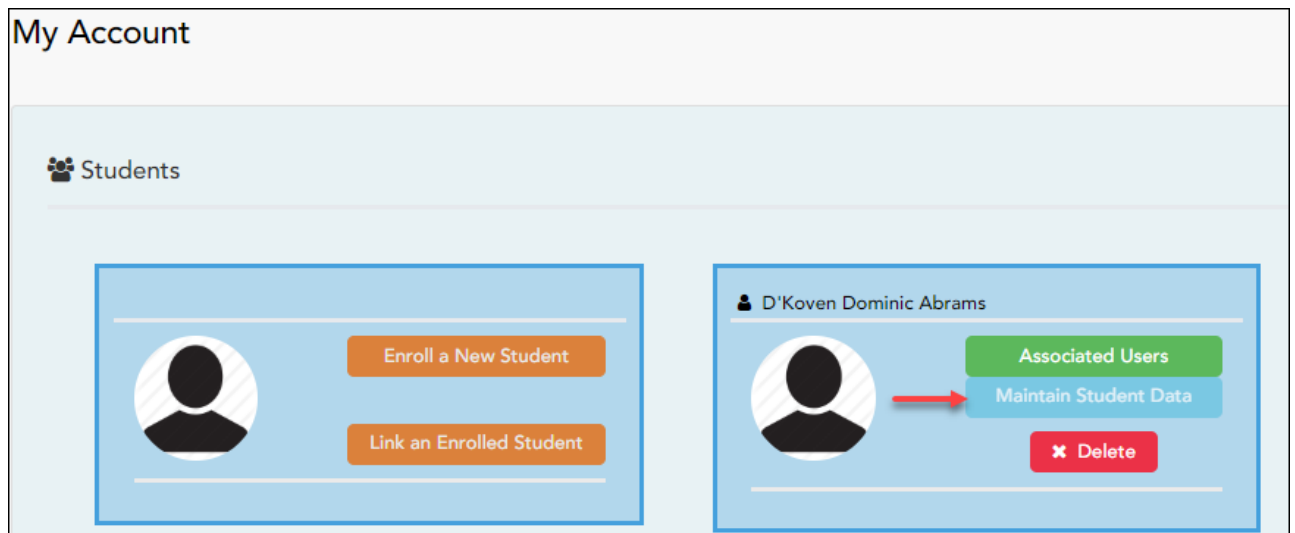 My Account
Students
Enroll a New Student
Link an Enrolled Student
D'Koven Dominic Abrams
Associated Users
Maintain Student Data
Delete